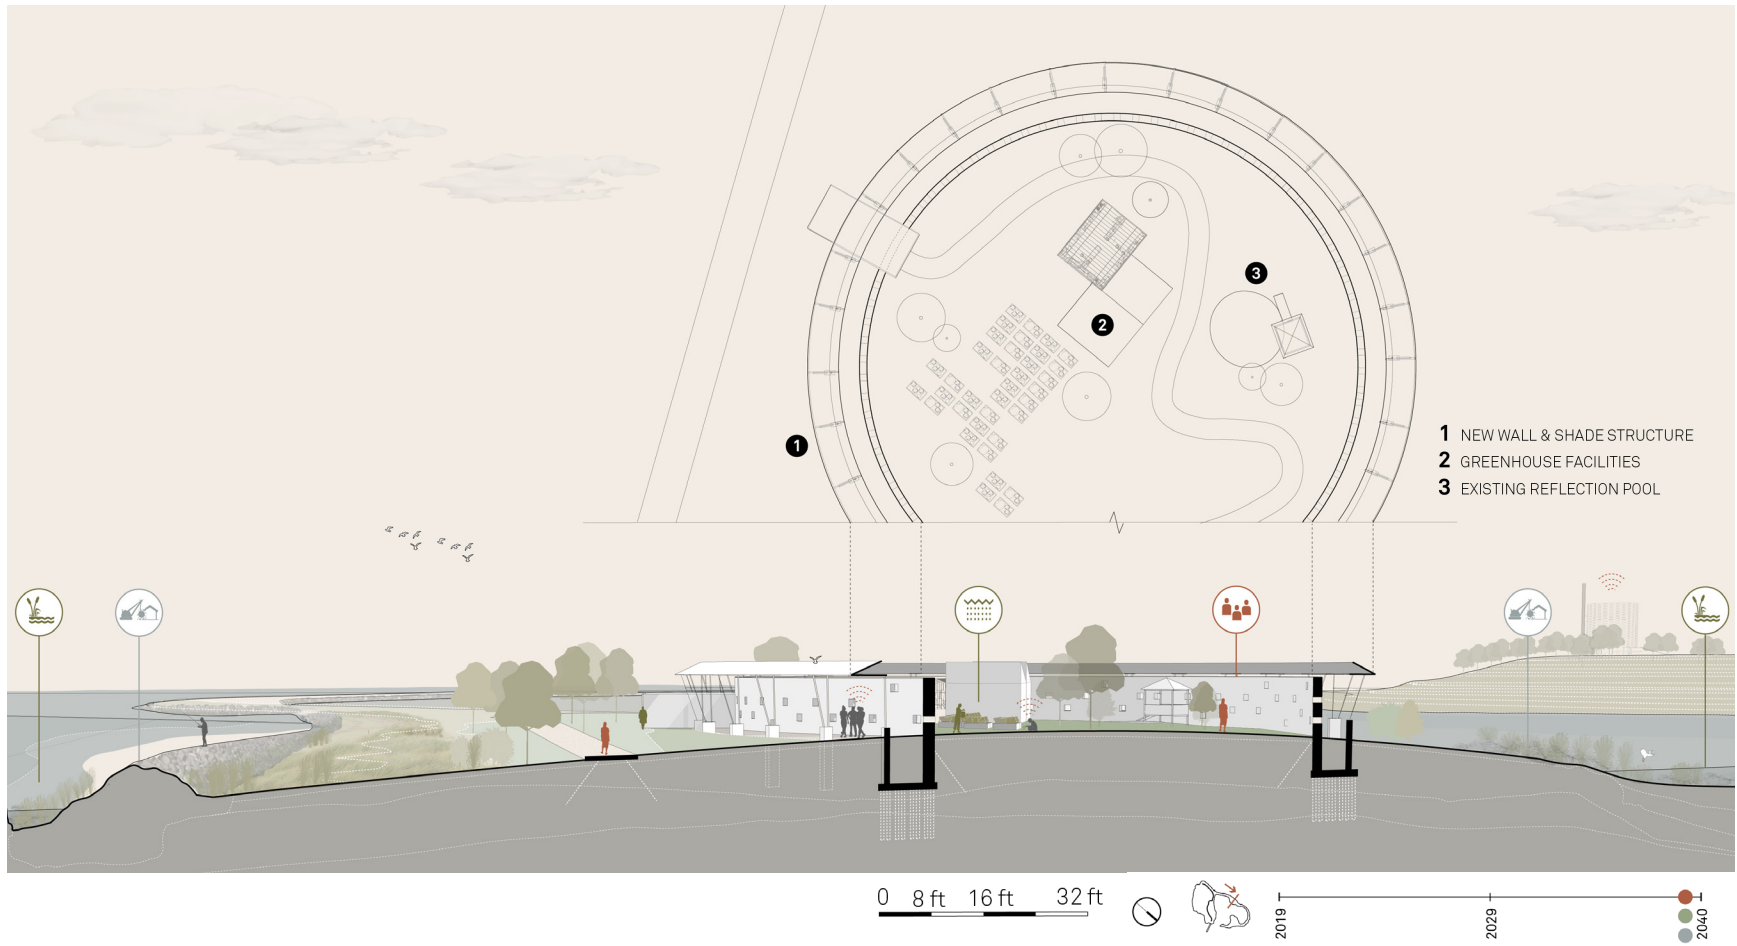 3
2
1
1 NEW WALL & SHADE STRUCTURE
2 GREENHOUSE FACILITIES
3 EXISTING REFLECTION POOL
0 8 ft 16 ft 32 ft
2019 2029 2040